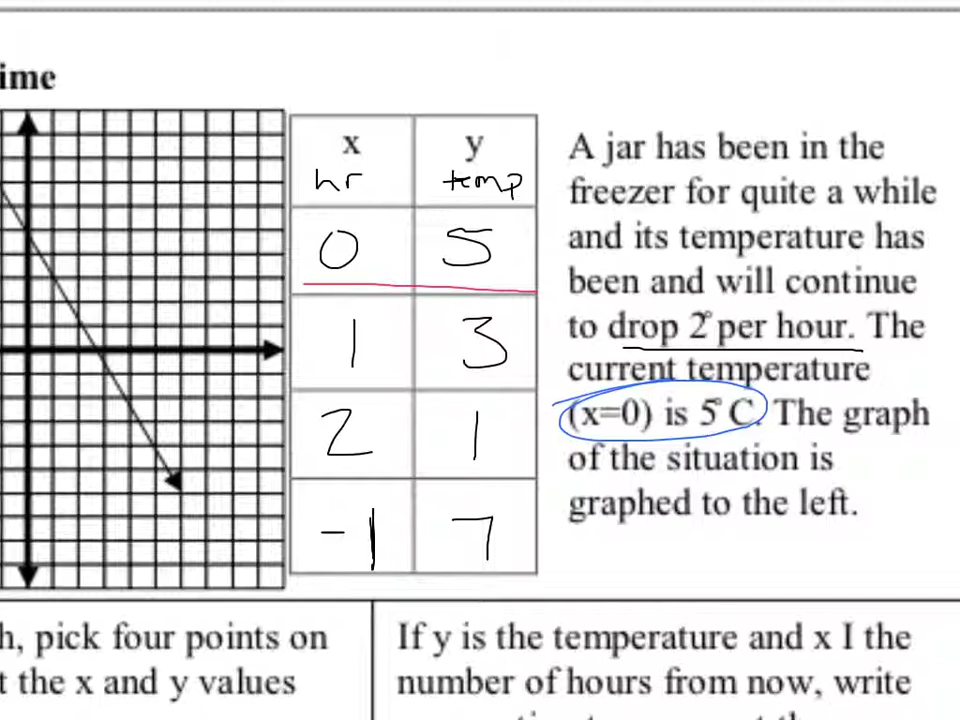 ime
x y
hr temp
0 5
1 3
2 1
-1 7
A jar has been in the
freezer for quite a while
and its temperature has
been and will continue
to drop 2° per hour. The
current temperature
(x=0) is 5° C. The graph
of the situation is
graphed to the left.
h, pick four points on
t the x and y values
If y is the temperature and x I the
number of hours from now, write